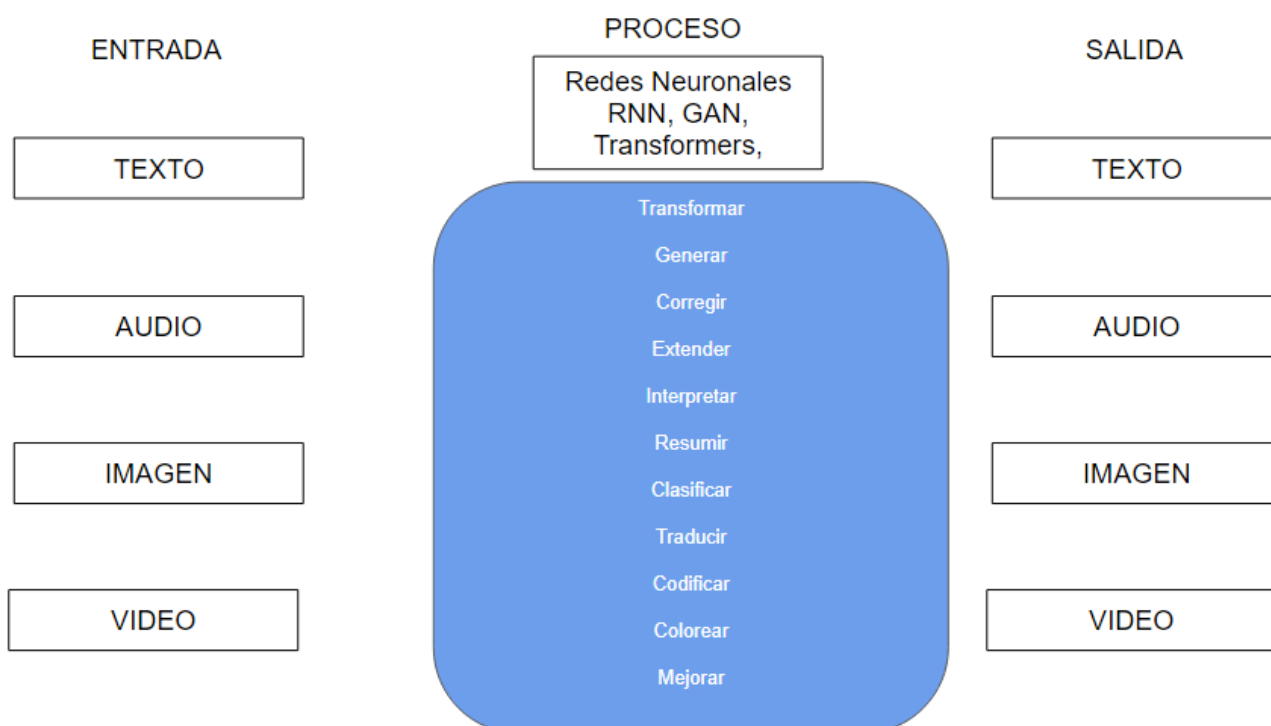 ENTRADA
PROCESO
SALIDA
Redes Neuronales
RNN, GAN,
Transformers,
TEXTO
AUDIO
IMAGEN
VIDEO
Transformar
Generar
Corregir
Extender
Interpretar
Resumir
Clasificar
Traducir
Codificar
Colorear
Mejorar
TEXTO
AUDIO
IMAGEN
VIDEO